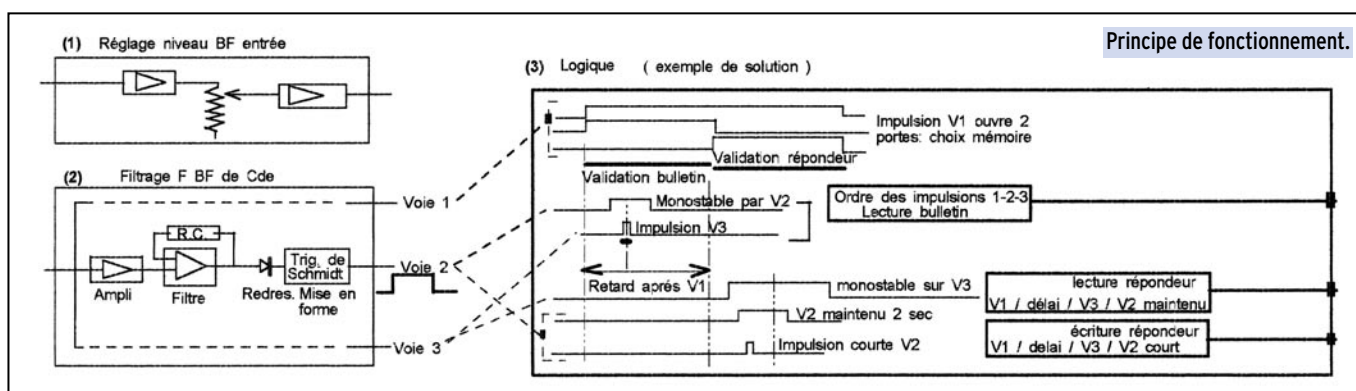 Principe de fonctionnement.
(1) Réglage niveau BF entrée
(2) Filtrage F BF de Cde
R.C.
Ampli
Filtre
Redres. Mise en
forme
Trig. de
Schmidt
Voie 1
Voie 2
Voie 3
(3) Logique ( exemple de solution )
Impulsion V1 ouvre 2
portes: choix mémoire
Validation répondeur
Validation bulletin
Monostable par V2
Impulsion V3
Ordre des impulsions 1-2-3
Lecture bulletin
Retard aprés V1
monostable sur V3
V2 maintenu 2 sec
Impulsion courte V2
lecture répondeur
V1 / délai / V3 / V2 maintenu
écriture répondeur
V1 / delai / V3 / V2 court